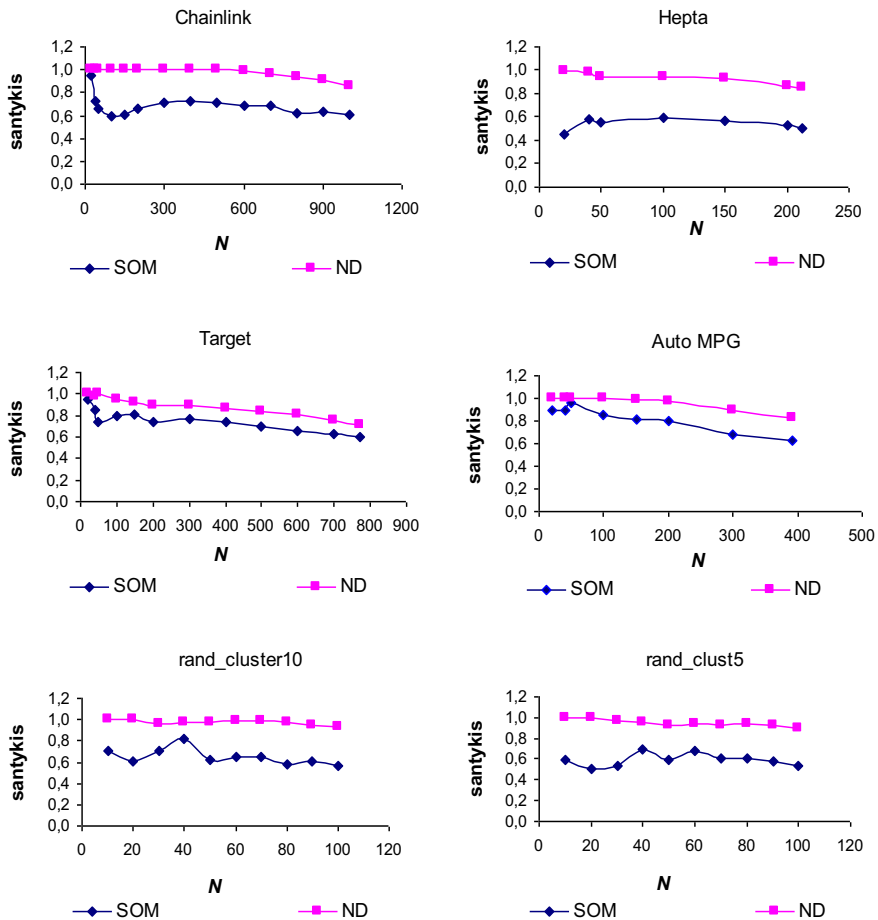 Chainlink
1,2
1,0
0,8
0,6
0,4
0,2
0,0
santykis
0 300 600 900 1200
N
SOM ND
Hepta
1,2
1,0
0,8
0,6
0,4
0,2
0,0
santykis
0 50 100 150 200 250
N
SOM ND
Target
1,2
1,0
0,8
0,6
0,4
0,2
0,0
santykis
0 100 200 300 400 500 600 700 800 900
N
SOM ND
Auto MPG
1,2
1,0
0,8
0,6
0,4
0,2
0,0
santykis
0 100 200 300 400 500
N
SOM ND
rand_cluster10
1,2
1,0
0,8
0,6
0,4
0,2
0,0
santykis
0 20 40 60 80 100 120
N
SOM ND
rand_clust5
1,2
1,0
0,8
0,6
0,4
0,2
0,0
santykis
0 20 40 60 80 100 120
N
SOM ND